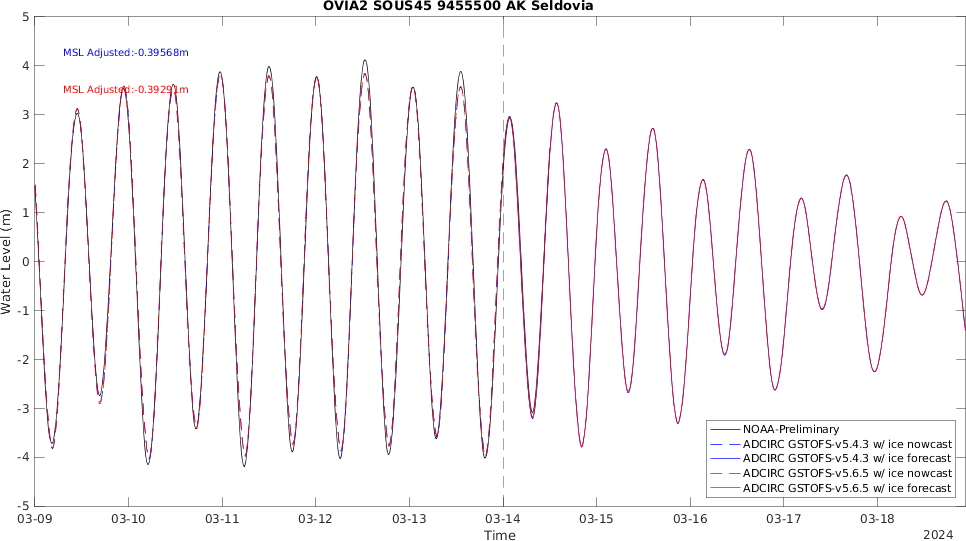 OVIA2 SOUS45 9455500 AK Seldovia
5
4
3
2
1
0
-1
-2
-3
-4
-5
Water Level (m)
MSL Adjusted:-0.39568m
MSL Adjusted:-0.39291m
NOAA-Preliminary
ADCIRC GSTOFS-v5.4.3 w/ ice nowcast
ADCIRC GSTOFS-v5.4.3 w/ ice forecast
ADCIRC GSTOFS-v5.6.5 w/ ice nowcast
ADCIRC GSTOFS-v5.6.5 w/ ice forecast
03-09 03-10 03-11 03-12 03-13 03-14 03-15 03-16 03-17 03-18
Time
2024